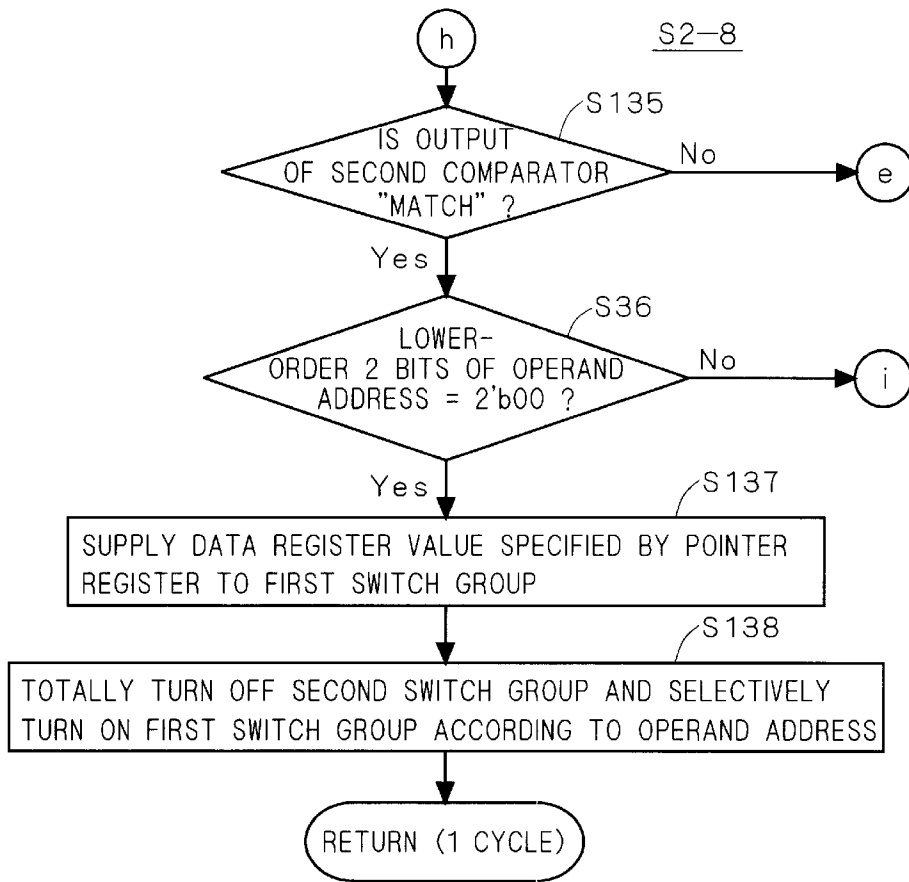 h
S2-8
S135
IS OUTPUT
OF SECOND COMPARATOR
"MATCH" ?
No
e
Yes
S36
LOWER-
ORDER 2 BITS OF OPERAND
ADDRESS = 2'b00 ?
No
i
Yes
S137
SUPPLY DATA REGISTER VALUE SPECIFIED BY POINTER
REGISTER TO FIRST SWITCH GROUP
S138
TOTALLY TURN OFF SECOND SWITCH GROUP AND SELECTIVELY
TURN ON FIRST SWITCH GROUP ACCORDING TO OPERAND ADDRESS
RETURN (1 CYCLE)